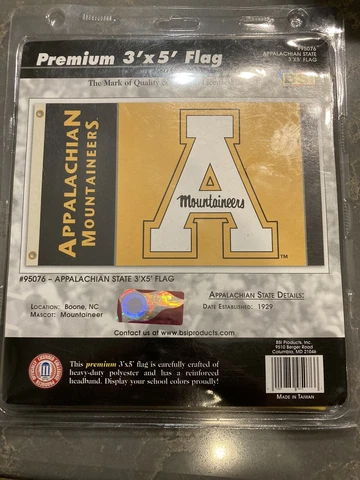 Premium 3'x5' Flag
#95076
APPALACHIAN STATE
3'X5' FLAG
The Mark of Quality
BSI
APPALACHIAN
MOUNTAINEERS
A
Mountaineers
TM
#95076 – APPALACHIAN STATE 3'X5' FLAG
LOCATION: Boone, NC
MASCOT: Mountaineer
APPALACHIAN STATE DETAILS:
DATE ESTABLISHED: 1929
Contact us at www.bsiproducts.com
This premium 3'x5' flag is carefully crafted of
heavy-duty polyester and has a reinforced
headband. Display your school colors proudly!
BSI Products, Inc.
9510 Berger Road
Columbia, MD 21046
MADE IN TAIWAN